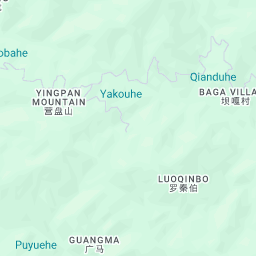 obahe
Qianduhe
YINGPAN
MOUNTAIN
营盘山
Yakouhe
BAGA VILLA
坝嘎村
LUOQINBO
罗秦伯
GUANGMA
广马
Puyuehe